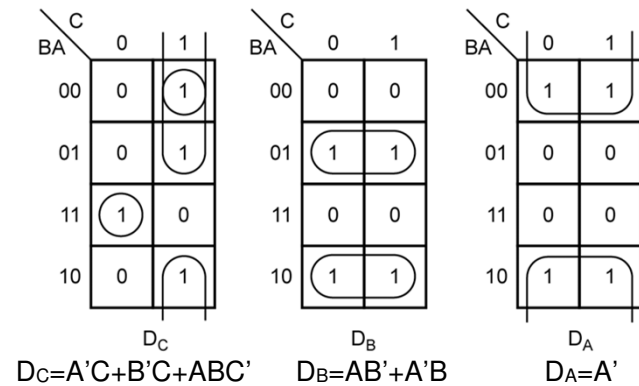 C C C
BA 0 1 BA 0 1 BA 0 1
00 0 1 00 0 0 00 1 1
01 0 1 01 1 1 01 0 0
11 1 0 11 0 0 11 0 0
10 0 1 10 1 1 10 1 1
DC DB DA
DC=A'C+B'C+ABC' DB=AB'+A'B DA=A'